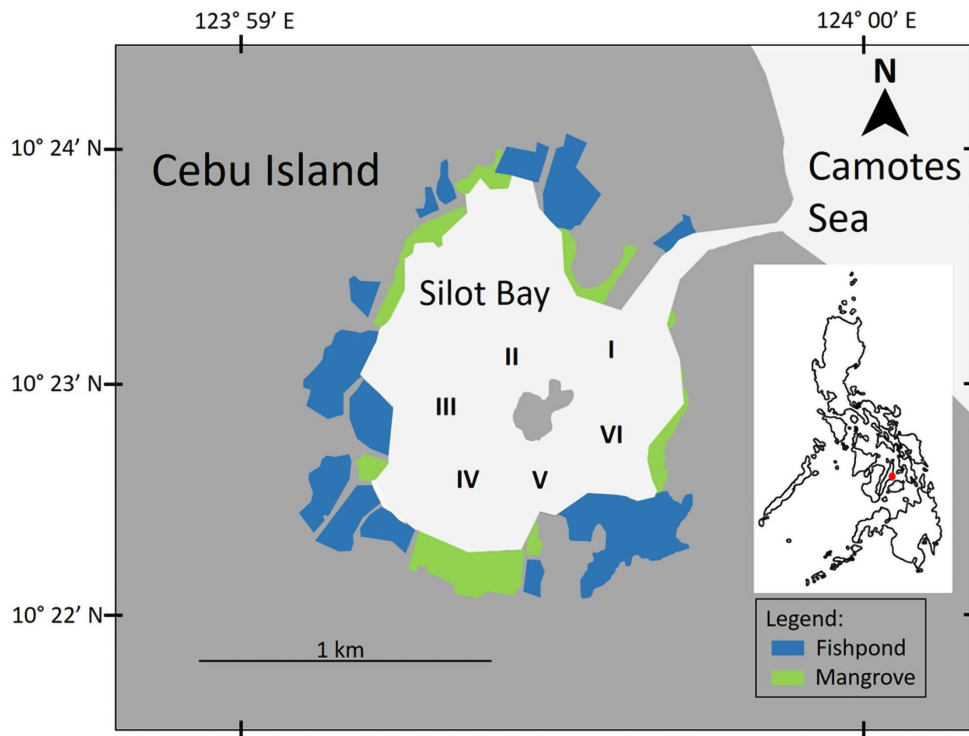 123° 59’ E
124° 00’ E
N
10° 24’ N
Cebu Island
Camotes
Sea
Silot Bay
II
I
10° 23’ N
III
VI
IV
V
10° 22’ N
Legend:
1 km
Fishpond
Mangrove